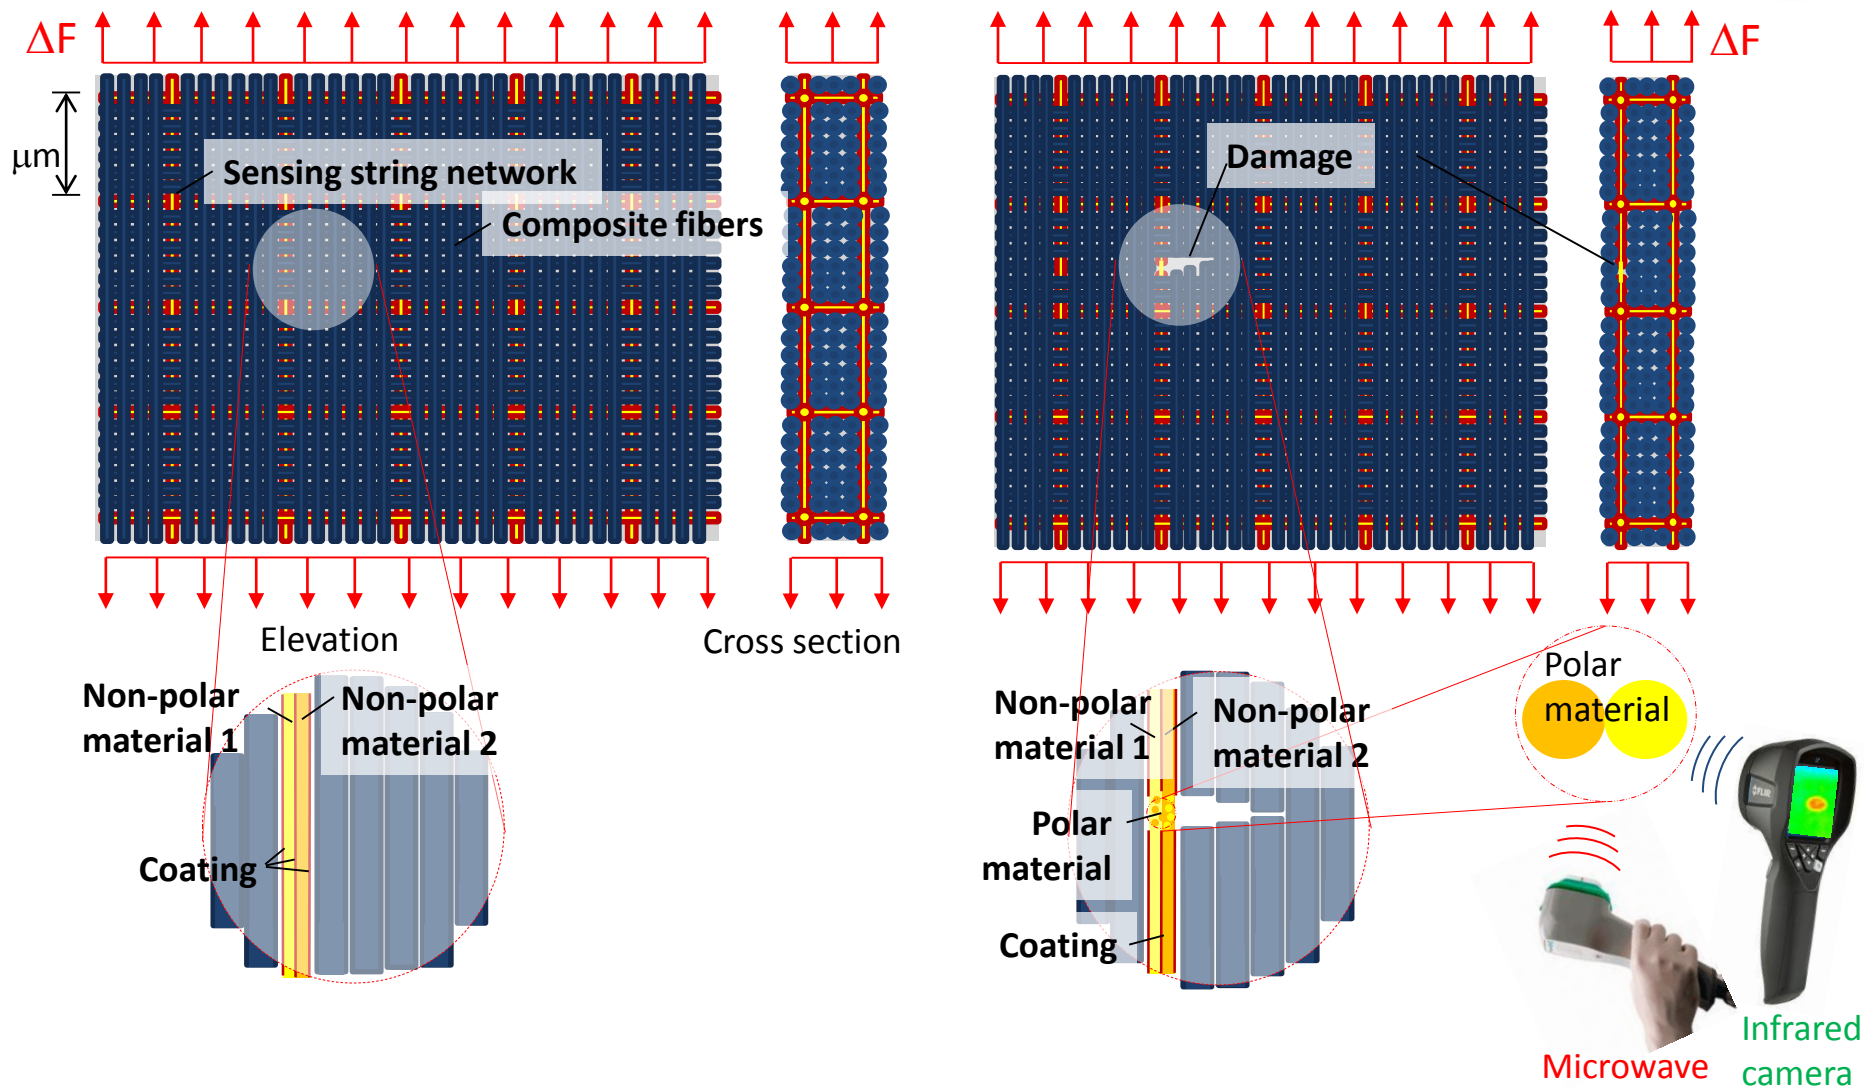 ΔF
ΔF
μm
Sensing string network
Composite fibers
Damage
Elevation
Cross section
Non-polar
material 1
Non-polar
material 2
Coating
Non-polar
material 1
Non-polar
material 2
Polar
material
Coating
Polar
material
FLIR
Microwave
Infrared
camera